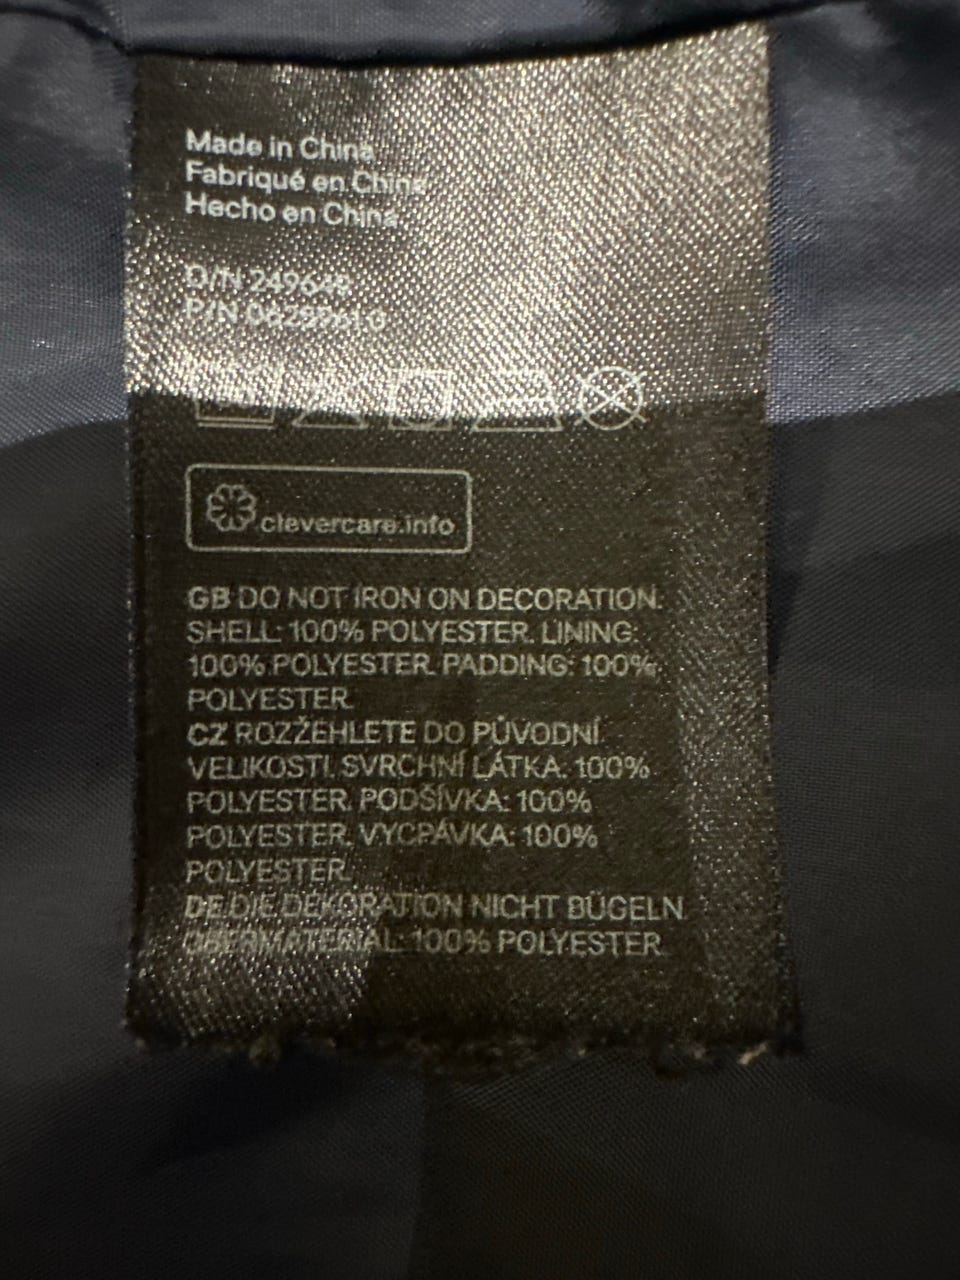 Made in China
Fabriqué en China
Hecho en China
O/N 249648
P/N
clevercare.info
GB DO NOT IRON ON DECORATION.
SHELL: 100% POLYESTER. LINING:
100% POLYESTER. PADDING: 100%
POLYESTER.
CZ ROZŽEHLETE DO PŮVODNÍ
VELIKOSTI. SVRCHNÍ LÁTKA: 100%
POLYESTER. PODŠÍVKA: 100%
POLYESTER. VYCPÁVKA: 100%
POLYESTER.
DE DIE DEKORATION NICHT BÜGELN.
OBERMATERIAL: 100% POLYESTER.